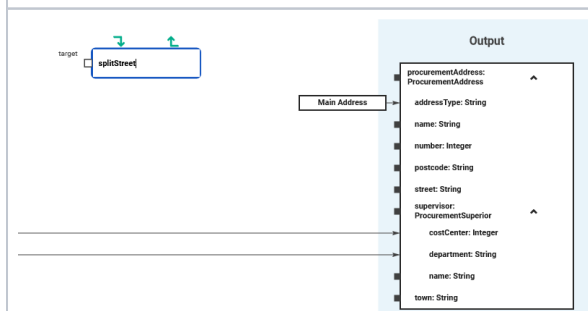 Output
target
splitStreet
procurementAddress:
ProcurementAddress
Main Address
addressType: String
name: String
number: Integer
postcode: String
street: String
supervisor:
ProcurementSuperior
costCenter: Integer
department: String
name: String
town: String